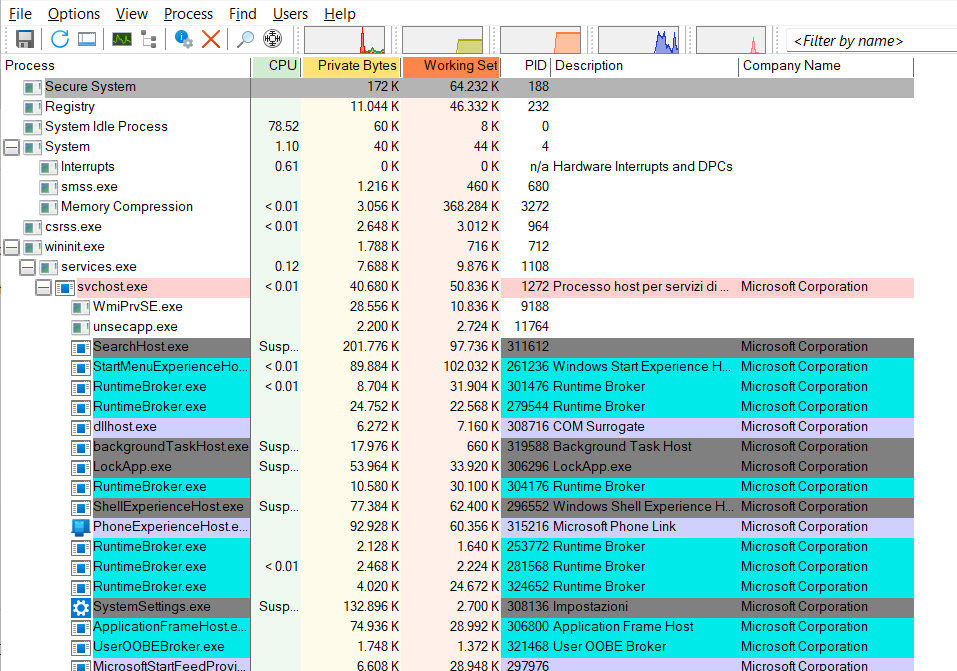 File Options View Process Find Users Help
<Filter by name>
Process CPU Private Bytes Working Set PID Description Company Name
Secure System 172 K 64.232 K 188
Registry 11.044 K 46.332 K 232
System Idle Process 78.52 60 K 8 K 0
System 1.10 40 K 44 K 4
Interrupts 0.61 0 K 0 K n/a Hardware Interrupts and DPCs
smss.exe 1.216 K 460 K 680
Memory Compression < 0.01 3.056 K 368.284 K 3272
csrss.exe < 0.01 2.648 K 3.012 K 964
wininit.exe 1.788 K 716 K 712
services.exe 0.12 7.688 K 9.876 K 1108
svchost.exe < 0.01 40.680 K 50.836 K 1272 Processo host per servizi di ... Microsoft Corporation
WmiPrvSE.exe 28.556 K 10.836 K 9188
unsecapp.exe 2.200 K 2.724 K 11764
SearchHost.exe Susp... 201.776 K 97.736 K 311612 Microsoft Corporation
StartMenuExperienceHo... < 0.01 89.884 K 102.032 K 261236 Windows Start Experience H... Microsoft Corporation
RuntimeBroker.exe < 0.01 8.704 K 31.904 K 301476 Runtime Broker Microsoft Corporation
RuntimeBroker.exe 24.752 K 22.568 K 279544 Runtime Broker Microsoft Corporation
dllhost.exe 6.272 K 7.160 K 308716 COM Surrogate Microsoft Corporation
backgroundTaskHost.exe Susp... 17.976 K 660 K 319588 Background Task Host Microsoft Corporation
LockApp.exe Susp... 53.964 K 33.920 K 306296 LockApp.exe Microsoft Corporation
RuntimeBroker.exe 10.580 K 30.100 K 304176 Runtime Broker Microsoft Corporation
ShellExperienceHost.exe Susp... 77.384 K 62.400 K 296552 Windows Shell Experience H... Microsoft Corporation
PhoneExperienceHost.e... 92.928 K 60.356 K 315216 Microsoft Phone Link Microsoft Corporation
RuntimeBroker.exe 2.128 K 1.640 K 253772 Runtime Broker Microsoft Corporation
RuntimeBroker.exe < 0.01 2.468 K 2.224 K 281568 Runtime Broker Microsoft Corporation
RuntimeBroker.exe 4.020 K 24.672 K 324652 Runtime Broker Microsoft Corporation
SystemSettings.exe Susp... 132.896 K 2.700 K 308136 Impostazioni Microsoft Corporation
ApplicationFrameHost.e... 74.936 K 28.992 K 306800 Application Frame Host Microsoft Corporation
UserOOBEBroker.exe 1.748 K 1.372 K 321468 User OOBE Broker Microsoft Corporation
MicrosoftStartFeedProvi... 6.608 K 28.948 K 297976 Microsoft Corporation